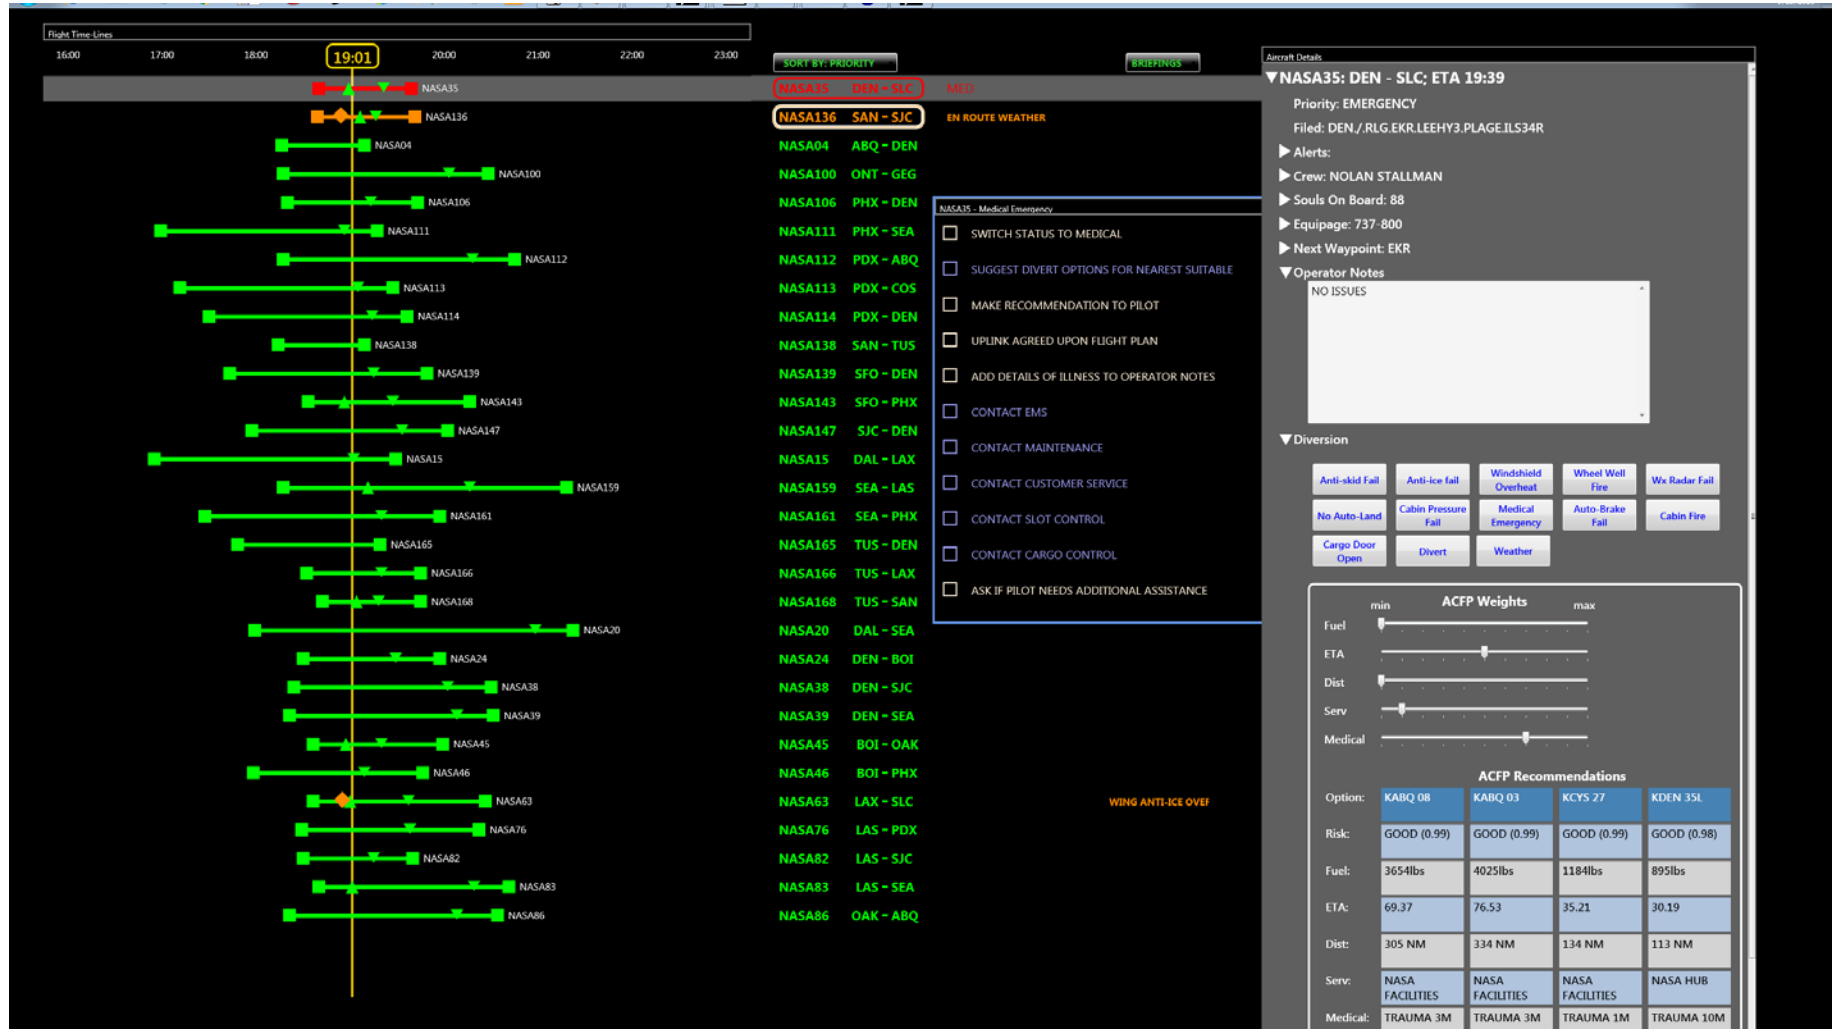 Flight Time-Lines
16:00 17:00 18:00 19:01 20:00 21:00 22:00 23:00
NASA35
NASA136
NASA04
NASA100
NASA106
NASA111
NASA112
NASA113
NASA114
NASA138
NASA139
NASA143
NASA147
NASA15
NASA159
NASA161
NASA165
NASA166
NASA168
NASA20
NASA24
NASA38
NASA39
NASA45
NASA46
NASA63
NASA76
NASA82
NASA83
NASA86
SORT BY: PRIORITY BRIEFINGS
NASA35 DEN - SLC MED
NASA136 SAN - SJC EN ROUTE WEATHER
NASA04 ABQ - DEN
NASA100 ONT - GEG
NASA106 PHX - DEN
NASA111 PHX - SEA
NASA112 PDX - ABQ
NASA113 PDX - COS
NASA114 PDX - DEN
NASA138 SAN - TUS
NASA139 SFO - DEN
NASA143 SFO - PHX
NASA147 SJC - DEN
NASA15 DAL - LAX
NASA159 SEA - LAS
NASA161 SEA - PHX
NASA165 TUS - DEN
NASA166 TUS - LAX
NASA168 TUS - SAN
NASA20 DAL - SEA
NASA24 DEN - BOI
NASA38 DEN - SJC
NASA39 DEN - SEA
NASA45 BOI - OAK
NASA46 BOI - PHX
NASA63 LAX - SLC WING ANTI-ICE OVER
NASA76 LAS - PDX
NASA82 LAS - SJC
NASA83 LAS - SEA
NASA86 OAK - ABQ
NASA35 - Medical Emergency
SWITCH STATUS TO MEDICAL
SUGGEST DIVERT OPTIONS FOR NEAREST SUITABLE
MAKE RECOMMENDATION TO PILOT
UPLINK AGREED UPON FLIGHT PLAN
ADD DETAILS OF ILLNESS TO OPERATOR NOTES
CONTACT EMS
CONTACT MAINTENANCE
CONTACT CUSTOMER SERVICE
CONTACT SLOT CONTROL
CONTACT CARGO CONTROL
ASK IF PILOT NEEDS ADDITIONAL ASSISTANCE
Aircraft Details
NASA35: DEN - SLC; ETA 19:39
Priority: EMERGENCY
Filed: DEN./.RLG.EKR.LEEHY3.PLAGE.ILS34R
Alerts:
Crew: NOLAN STALLMAN
Souls On Board: 88
Equipage: 737-800
Next Waypoint: EKR
Operator Notes
NO ISSUES
Diversion
Anti-skid Fail Anti-ice fail Windshield Overheat Wheel Well Fire Wx Radar Fail
No Auto-Land Cabin Pressure Fail Medical Emergency Auto-Brake Fail Cabin Fire
Cargo Door Open Divert Weather
ACFP Weights
min max
Fuel
ETA
Dist
Serv
Medical
ACFP Recommendations
Option: KABQ 08 KABQ 03 KCYS 27 KDEN 35L
Risk: GOOD (0.99) GOOD (0.99) GOOD (0.99) GOOD (0.98)
Fuel: 3654lbs 4025lbs 1184lbs 895lbs
ETA: 69.37 76.53 35.21 30.19
Dist: 305 NM 334 NM 134 NM 113 NM
Serv: NASA FACILITIES NASA FACILITIES NASA FACILITIES NASA HUB
Medical: TRAUMA 3M TRAUMA 3M TRAUMA 1M TRAUMA 10M